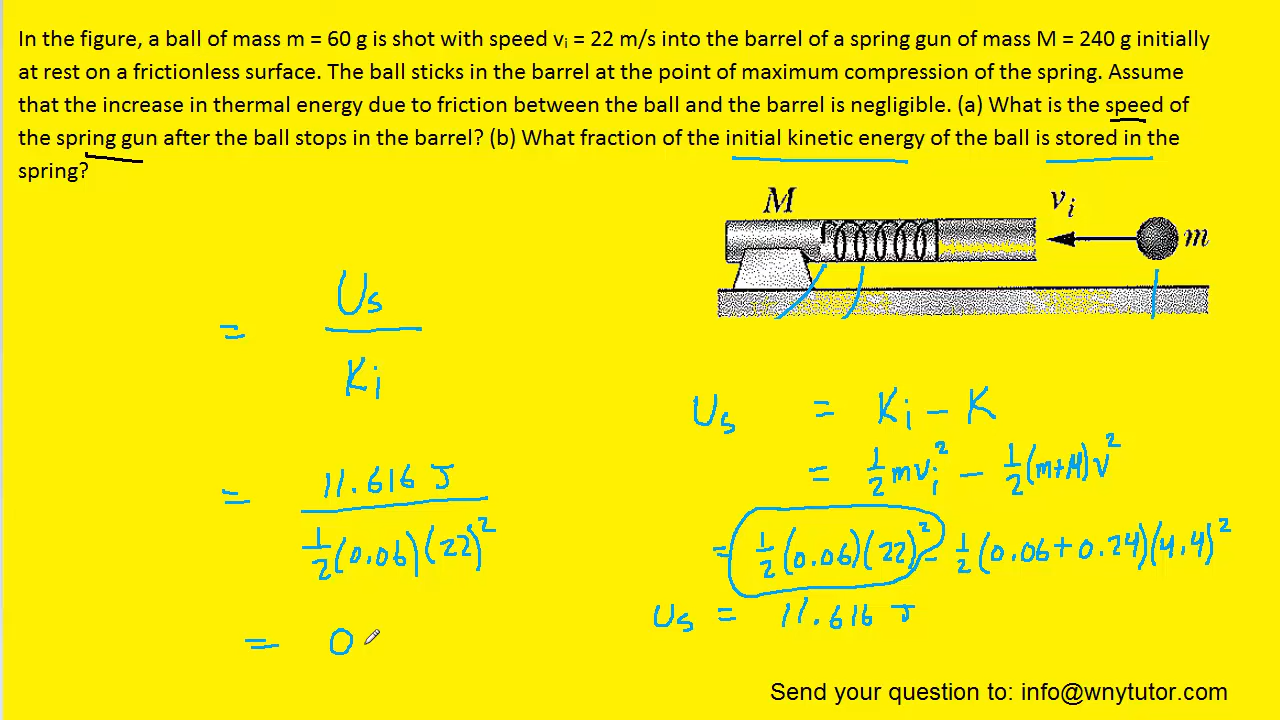 In the figure, a ball of mass m = 60 g is shot with speed vᵢ = 22 m/s into the barrel of a spring gun of mass M = 240 g initially
at rest on a frictionless surface. The ball sticks in the barrel at the point of maximum compression of the spring. Assume
that the increase in thermal energy due to friction between the ball and the barrel is negligible. (a) What is the speed of
the spring gun after the ball stops in the barrel? (b) What fraction of the initial kinetic energy of the ball is stored in the
spring?
M
vᵢ
m
= Us / Ki
Us = Ki − K
= 1/2 mvᵢ² − 1/2 (m+M)v²
= 11.616 J / 1/2 (0.06)(22)²
= 1/2 (0.06)(22)² − 1/2 (0.06 + 0.24)(4.4)²
Us = 11.616 J
= 0
Send your question to: info@wnytutor.com